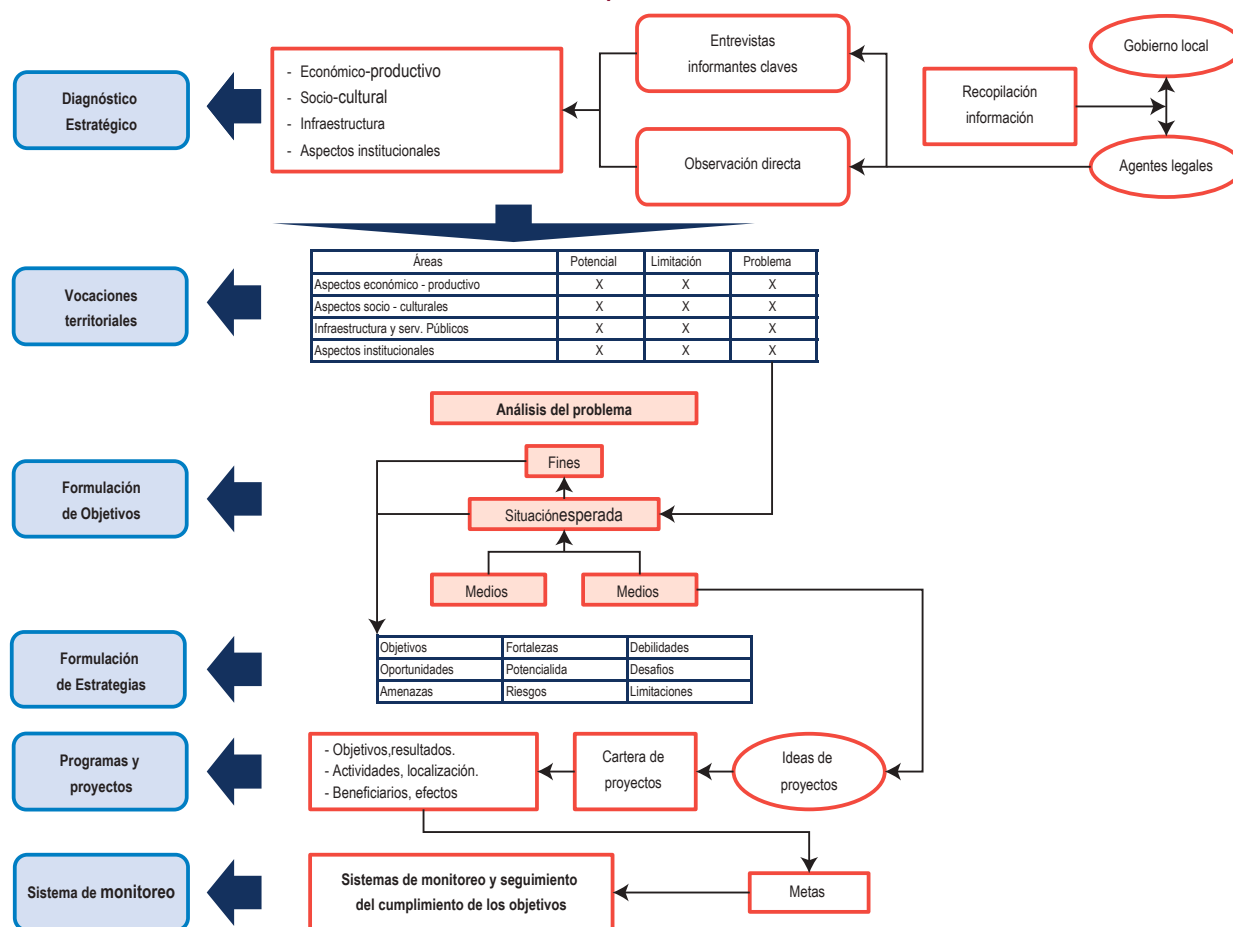 Diagnóstico
Estratégico
- Económico-productivo
- Socio-cultural
- Infraestructura
- Aspectos institucionales
Entrevistas
informantes claves
Observación directa
Recopilación
información
Gobierno local
Agentes legales
Vocaciones
territoriales
Áreas Potencial Limitación Problema
Aspectos económico - productivo X X X
Aspectos socio - culturales X X X
Infraestructura y serv. Públicos X X X
Aspectos institucionales X X X
Análisis del problema
Formulación
de Objetivos
Fines
Situaciónesperada
Medios
Medios
Formulación
de Estrategias
Objetivos Fortalezas Debilidades
Oportunidades Potencialida Desafios
Amenazas Riesgos Limitaciones
Programas y
proyectos
- Objetivos,resultados.
- Actividades, localización.
- Beneficiarios, efectos
Cartera de
proyectos
Ideas de
proyectos
Sistema de monitoreo
Sistemas de monitoreo y seguimiento
del cumplimiento de los objetivos
Metas